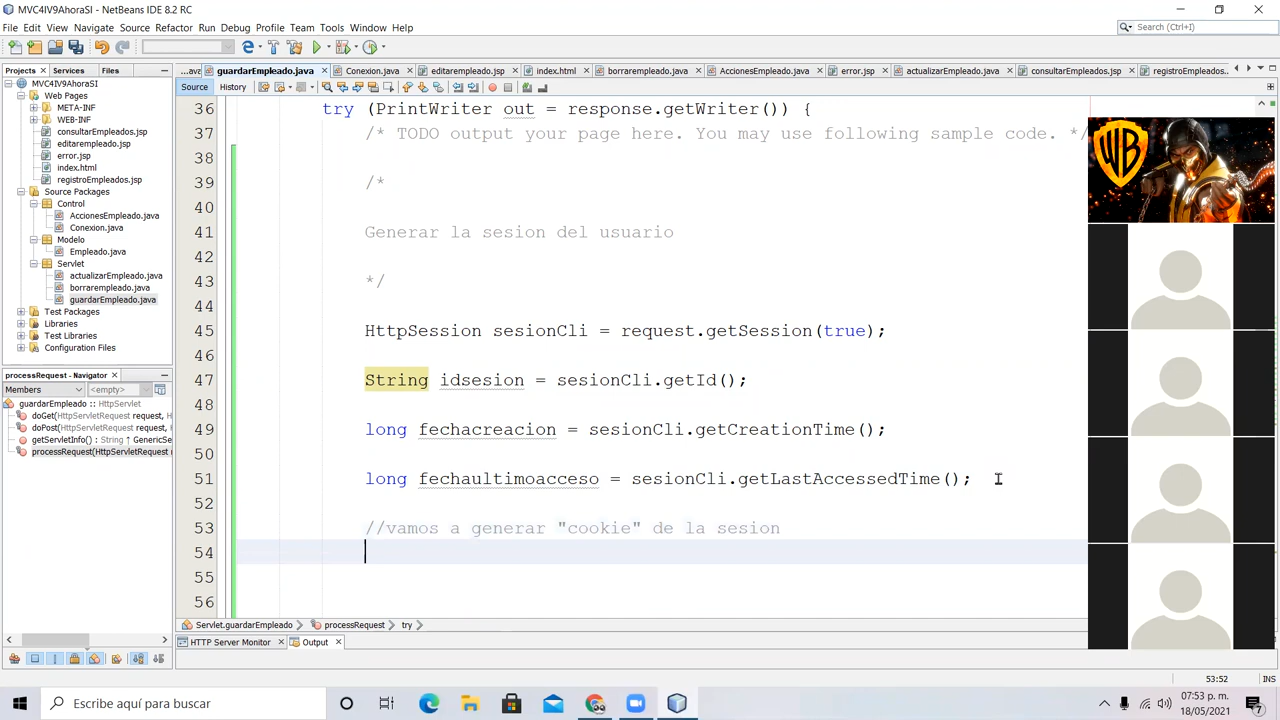 MVC4IV9AhoraSI - NetBeans IDE 8.2 RC
File Edit View Navigate Source Refactor Run Debug Profile Team Tools Window Help
Search (Ctrl+I)
Projects Services Files
...ava guardarEmpleado.java Conexion.java editarempleado.jsp index.html borrarempleado.java AccionesEmpleado.java error.jsp actualizarEmpleado.java consultarEmpleados.jsp registroEmplea
Source History
MVC4IV9AhoraSI
Web Pages
META-INF
WEB-INF
consultarEmpleados.jsp
editarempleado.jsp
error.jsp
index.html
registroEmpleados.jsp
Source Packages
Control
AccionesEmpleado.java
Conexion.java
Modelo
Empleado.java
Servlet
actualizarEmpleado.java
borrarempleado.java
guardarEmpleado.java
Test Packages
Libraries
Test Libraries
Configuration Files
processRequest - Navigator
Members <empty>
guardarEmpleado :: HttpServlet
doGet(HttpServletRequest request, H
doPost(HttpServletRequest request,
getServletInfo() : String ↑ GenericSe
processRequest(HttpServletRequest r
36 try (PrintWriter out = response.getWriter()) {
37 /* TODO output your page here. You may use following sample code. */
38
39 /*
40
41 Generar la sesion del usuario
42
43 */
44
45 HttpSession sesionCli = request.getSession(true);
46
47 String idsesion = sesionCli.getId();
48
49 long fechacreacion = sesionCli.getCreationTime();
50
51 long fechaultimoacceso = sesionCli.getLastAccessedTime();
52
53 //vamos a generar "cookie" de la sesion
54
55
56
Servlet.guardarEmpleado processRequest try
HTTP Server Monitor Output
53:52 INS
WB
Escribe aquí para buscar
07:53 p. m.
18/05/2021
7